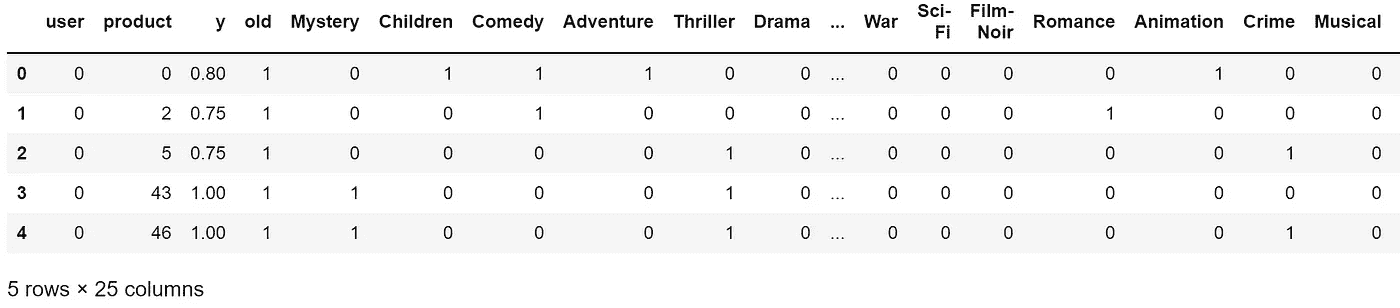 user product y old Mystery Children Comedy Adventure Thriller Drama ... War Sci-Fi Film-Noir Romance Animation Crime Musical
0 0 0 0.80 1 0 1 1 1 0 0 ... 0 0 0 0 1 0 0
1 0 2 0.75 1 0 0 1 0 0 0 ... 0 0 0 1 0 0 0
2 0 5 0.75 1 0 0 0 0 1 0 ... 0 0 0 0 0 1 0
3 0 43 1.00 1 1 0 0 0 1 0 ... 0 0 0 0 0 0 0
4 0 46 1.00 1 1 0 0 0 1 0 ... 0 0 0 0 0 1 0
5 rows × 25 columns